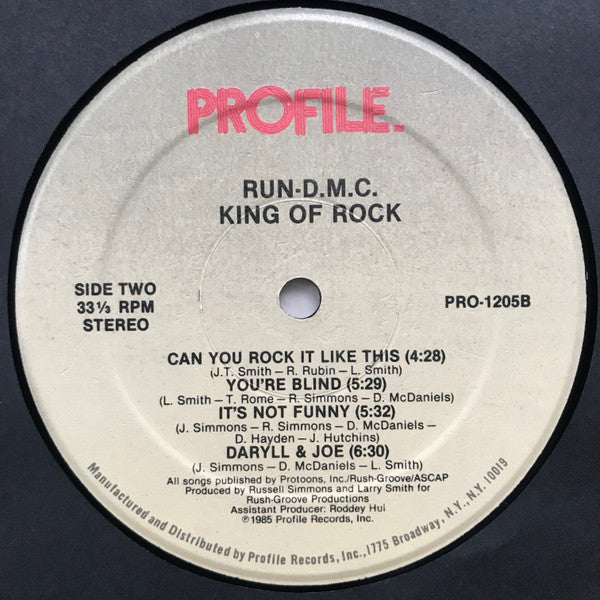 PROFILE.
RUN-D.M.C.
KING OF ROCK
SIDE TWO
33⅓ RPM
STEREO
PRO-1205B
CAN YOU ROCK IT LIKE THIS (4:28)
(J.T. Smith – R. Rubin – L. Smith)
YOU'RE BLIND (5:29)
(L. Smith – T. Rome – R. Simmons – D. McDaniels)
IT'S NOT FUNNY (5:32)
(J. Simmons – R. Simmons – D. McDaniels –
D. Hayden – J. Hutchins)
DARYLL & JOE (6:30)
(J. Simmons – D. McDaniels – L. Smith)
All songs published by Protoons, Inc./Rush-Groove/ASCAP
Produced by Russell Simmons and Larry Smith for
Rush-Groove Productions
Assistant Producer: Roddey Hui
℗1985 Profile Records, Inc.
Manufactured and Distributed by Profile Records, Inc., 1775 Broadway, N.Y., N.Y. 10019